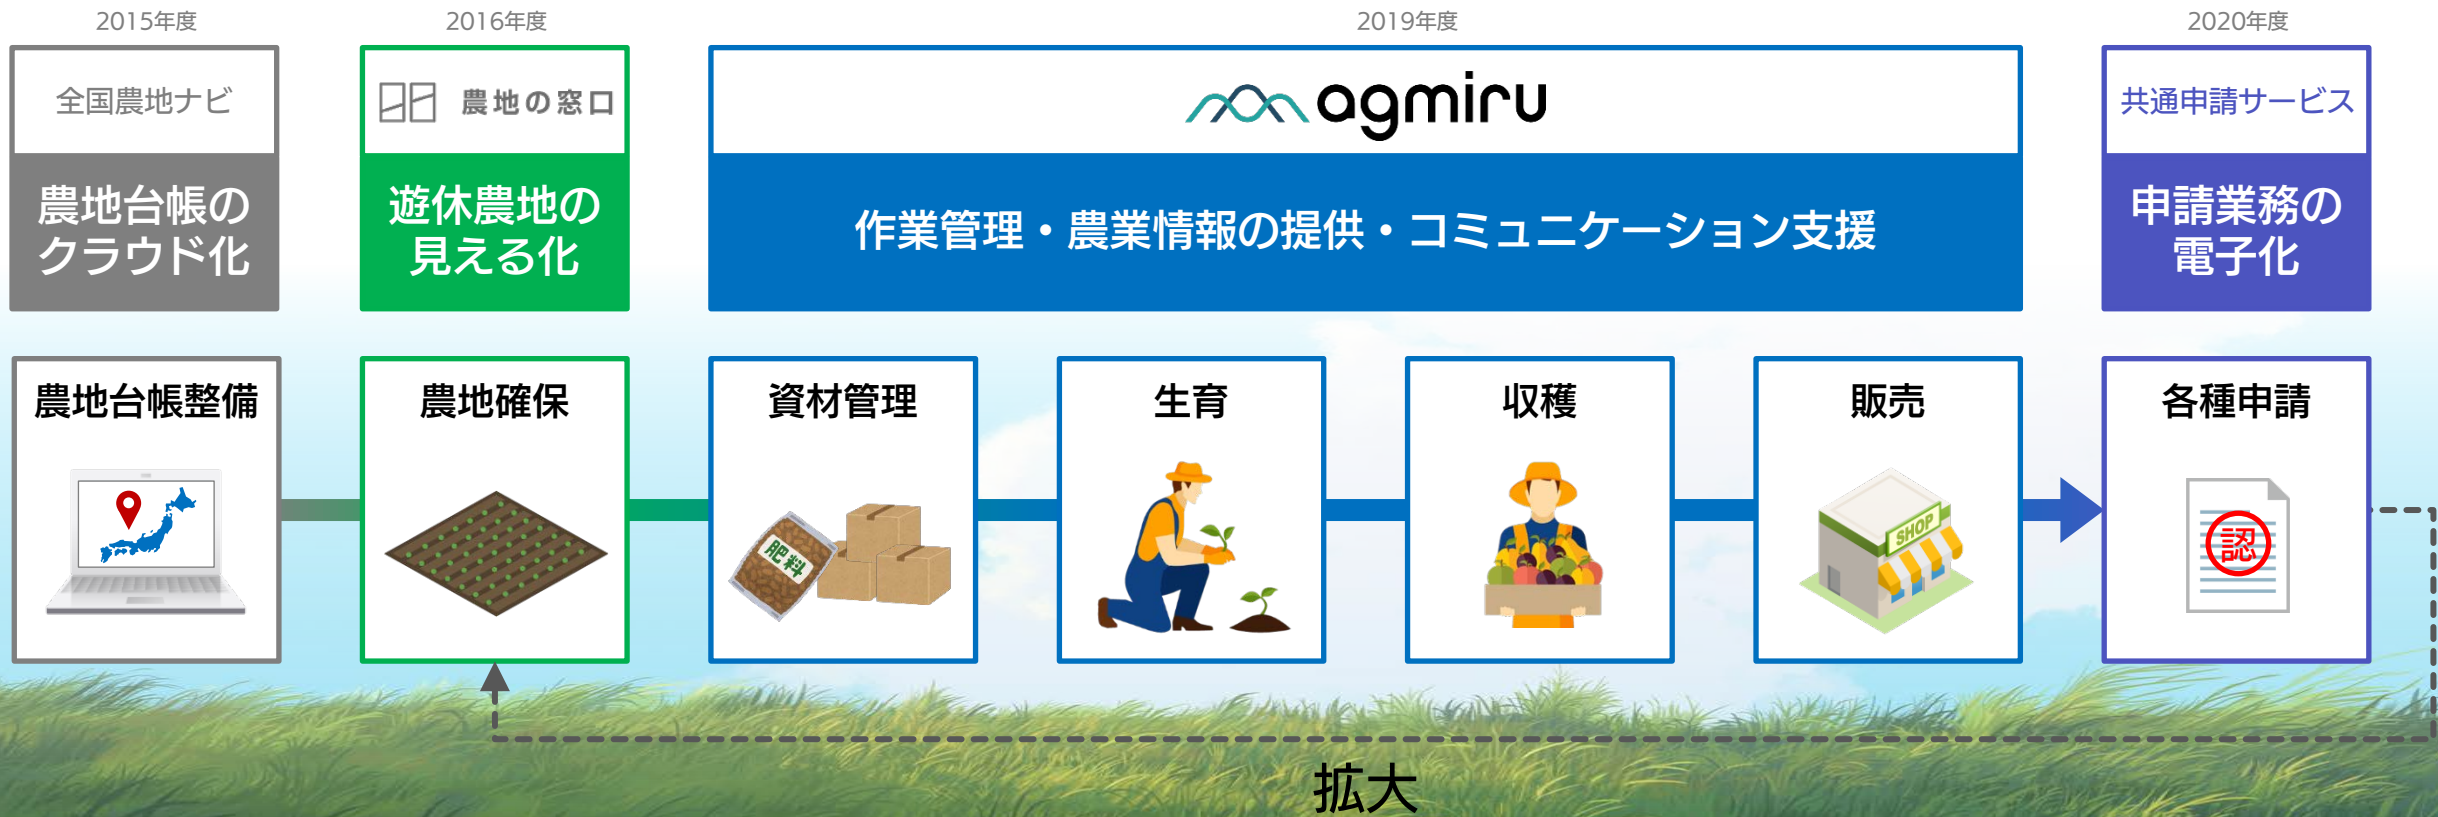 2015年度
2016年度
2019年度
2020年度
全国農地ナビ
農地の窓口
agmiru
共通申請サービス
農地台帳の
クラウド化
遊休農地の
見える化
作業管理・農業情報の提供・コミュニケーション支援
申請業務の
電子化
農地台帳整備
農地確保
資材管理
生育
収穫
販売
各種申請
肥料
SHOP
認
拡大